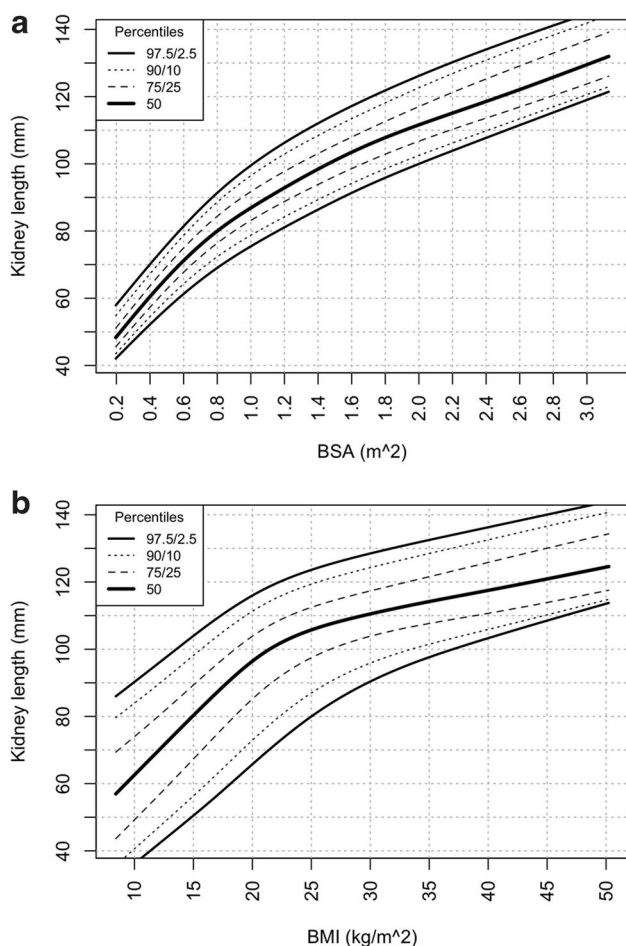 a
Percentiles
97.5/2.5
90/10
75/25
50
140
120
100
80
60
40
Kidney length (mm)
0.2 0.4 0.6 0.8 1.0 1.2 1.4 1.6 1.8 2.0 2.2 2.4 2.6 2.8 3.0
BSA (m^2)
b
Percentiles
97.5/2.5
90/10
75/25
50
140
120
100
80
60
40
Kidney length (mm)
10 15 20 25 30 35 40 45 50
BMI (kg/m^2)